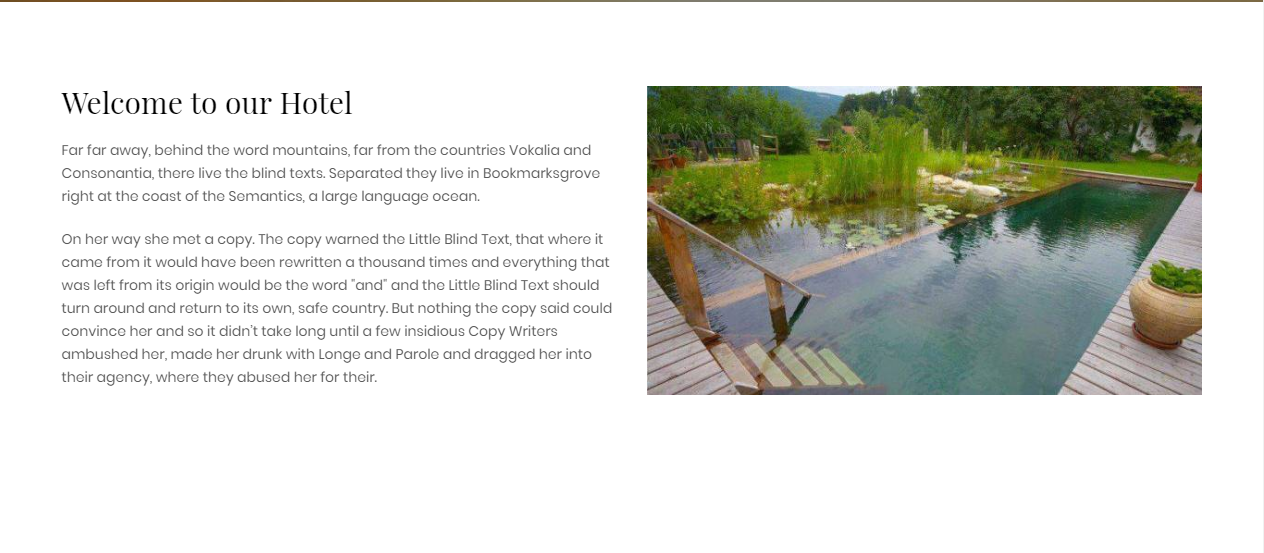 Welcome to our Hotel
Far far away, behind the word mountains, far from the countries Vokalia and
Consonantia, there live the blind texts. Separated they live in Bookmarksgrove
right at the coast of the Semantics, a large language ocean.
On her way she met a copy. The copy warned the Little Blind Text, that where it
came from it would have been rewritten a thousand times and everything that
was left from its origin would be the word "and" and the Little Blind Text should
turn around and return to its own, safe country. But nothing the copy said could
convince her and so it didn't take long until a few insidious Copy Writers
ambushed her, made her drunk with Longe and Parole and dragged her into
their agency, where they abused her for their.